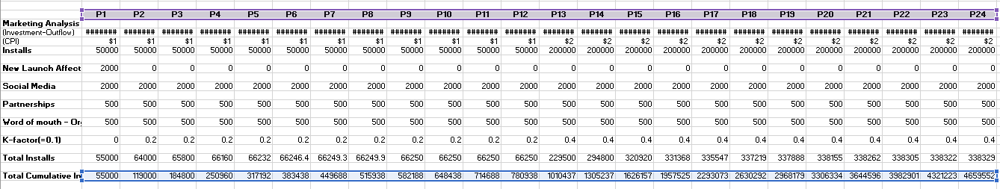 P1 P2 P3 P4 P5 P6 P7 P8 P9 P10 P11 P12 P13 P14 P15 P16 P17 P18 P19 P20 P21 P22 P23 P24
Marketing Analysis
(Investment-Outflow) ####### ####### ####### ####### ####### ####### ####### ####### ####### ####### ####### ####### ####### ####### ####### ####### ####### ####### ####### ####### ####### ####### ####### #######
(CPI) $1 $1 $1 $1 $1 $1 $1 $1 $1 $1 $1 $1 $2 $2 $2 $2 $2 $2 $2 $2 $2 $2 $2 $2
Installs 50000 50000 50000 50000 50000 50000 50000 50000 50000 50000 50000 50000 200000 200000 200000 200000 200000 200000 200000 200000 200000 200000 200000 200000
New Launch Affect 2000 0 0 0 0 0 0 0 0 0 0 0 0 0 0 0 0 0 0 0 0 0 0 0
Social Media 2000 2000 2000 2000 2000 2000 2000 2000 2000 2000 2000 2000 2000 2000 2000 2000 2000 2000 2000 2000 2000 2000 2000 2000
Partnerships 500 500 500 500 500 500 500 500 500 500 500 500 500 500 500 500 500 500 500 500 500 500 500 500
Word of mouth - Or 500 500 500 500 500 500 500 500 500 500 500 500 500 500 500 500 500 500 500 500 500 500 500 500
K-factor(=0.1) 0 0.2 0.2 0.2 0.2 0.2 0.2 0.2 0.2 0.2 0.2 0.2 0.4 0.4 0.4 0.4 0.4 0.4 0.4 0.4 0.4 0.4 0.4 0.4
Total Installs 55000 64000 65800 66160 66232 66246.4 66249.3 66249.9 66250 66250 66250 66250 229500 294800 320920 331368 335547 337219 337888 338155 338262 338305 338322 338329
Total Cumulative In 55000 119000 184800 250960 317192 383438 449688 515938 582188 648438 714688 780938 1010437 1305237 1626157 1957525 2293073 2630292 2968179 3306334 3644596 3982901 4321223 4659552